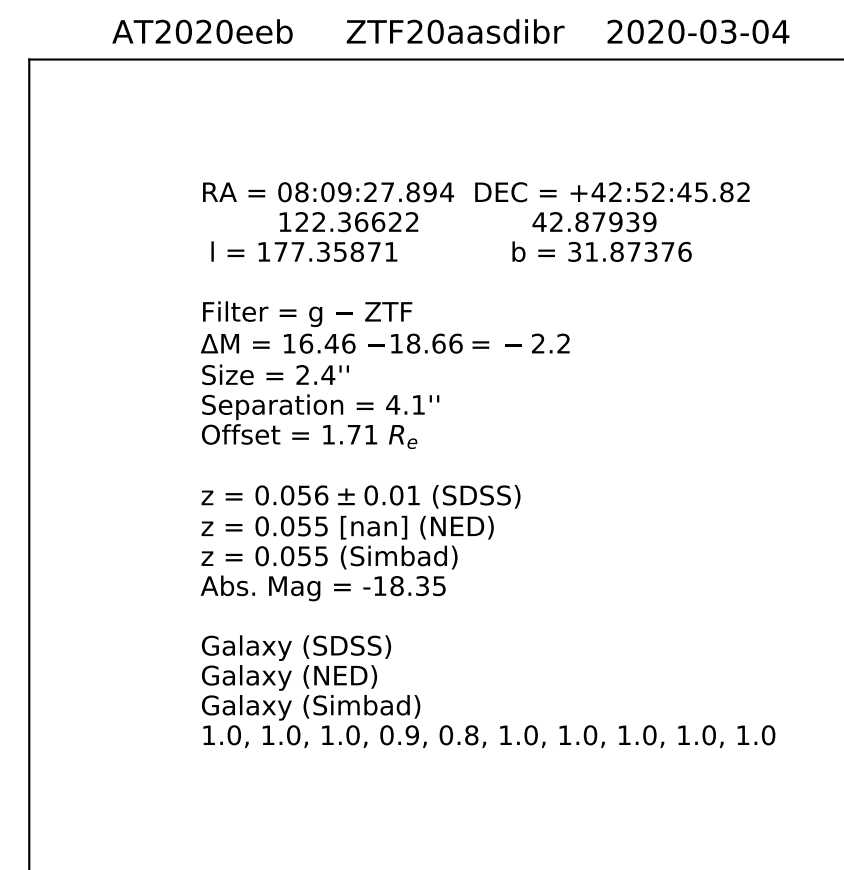 AT2020eeb ZTF20aasdibr 2020-03-04
RA = 08:09:27.894 DEC = +42:52:45.82
122.36622 42.87939
l = 177.35871 b = 31.87376
Filter = g − ZTF
ΔM = 16.46 −18.66 = − 2.2
Size = 2.4''
Separation = 4.1''
Offset = 1.71 Rₑ
z = 0.056 ± 0.01 (SDSS)
z = 0.055 [nan] (NED)
z = 0.055 (Simbad)
Abs. Mag = -18.35
Galaxy (SDSS)
Galaxy (NED)
Galaxy (Simbad)
1.0, 1.0, 1.0, 0.9, 0.8, 1.0, 1.0, 1.0, 1.0, 1.0